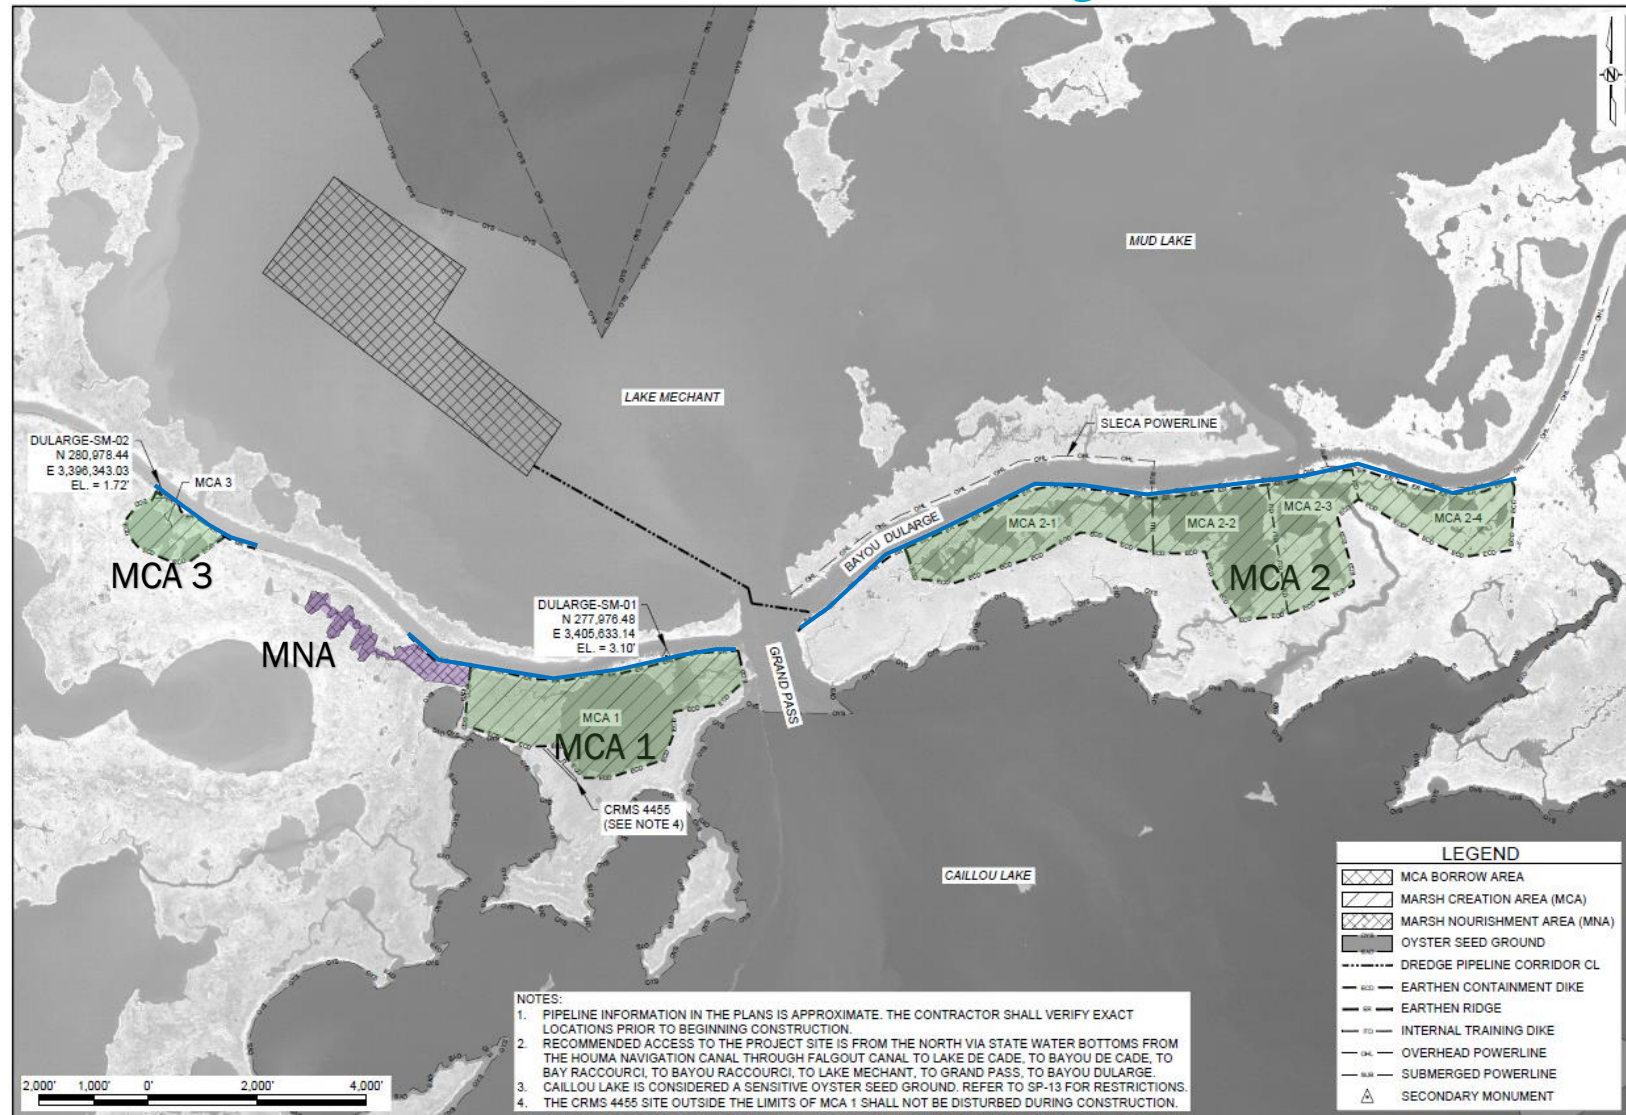 N
MUD LAKE
LAKE MECHANT
SLECA POWERLINE
DULARGE-SM-02
N 280,978.44
E 3,396,343.03
EL. = 1.72'
MCA 3
MCA 3
BAYOU DULARGE
MCA 2-1
MCA 2-2
MCA 2-3
MCA 2-4
MCA 2
DULARGE-SM-01
N 277,976.48
E 3,405,633.14
EL. = 3.10'
MNA
GRAND PASS
MCA 1
MCA 1
CRMS 4455
(SEE NOTE 4)
CAILLOU LAKE
LEGEND
MCA BORROW AREA
MARSH CREATION AREA (MCA)
MARSH NOURISHMENT AREA (MNA)
OYSTER SEED GROUND
DREDGE PIPELINE CORRIDOR CL
ECD EARTHEN CONTAINMENT DIKE
ER EARTHEN RIDGE
ITD INTERNAL TRAINING DIKE
OHL OVERHEAD POWERLINE
SUB SUBMERGED POWERLINE
SECONDARY MONUMENT
NOTES:
1. PIPELINE INFORMATION IN THE PLANS IS APPROXIMATE. THE CONTRACTOR SHALL VERIFY EXACT
LOCATIONS PRIOR TO BEGINNING CONSTRUCTION.
2. RECOMMENDED ACCESS TO THE PROJECT SITE IS FROM THE NORTH VIA STATE WATER BOTTOMS FROM
THE HOUMA NAVIGATION CANAL THROUGH FALGOUT CANAL TO LAKE DE CADE, TO BAYOU DE CADE, TO
BAY RACCOURCI, TO BAYOU RACCOURCI, TO LAKE MECHANT, TO GRAND PASS, TO BAYOU DULARGE.
3. CAILLOU LAKE IS CONSIDERED A SENSITIVE OYSTER SEED GROUND. REFER TO SP-13 FOR RESTRICTIONS.
4. THE CRMS 4455 SITE OUTSIDE THE LIMITS OF MCA 1 SHALL NOT BE DISTURBED DURING CONSTRUCTION.
2,000' 1,000' 0' 2,000' 4,000'